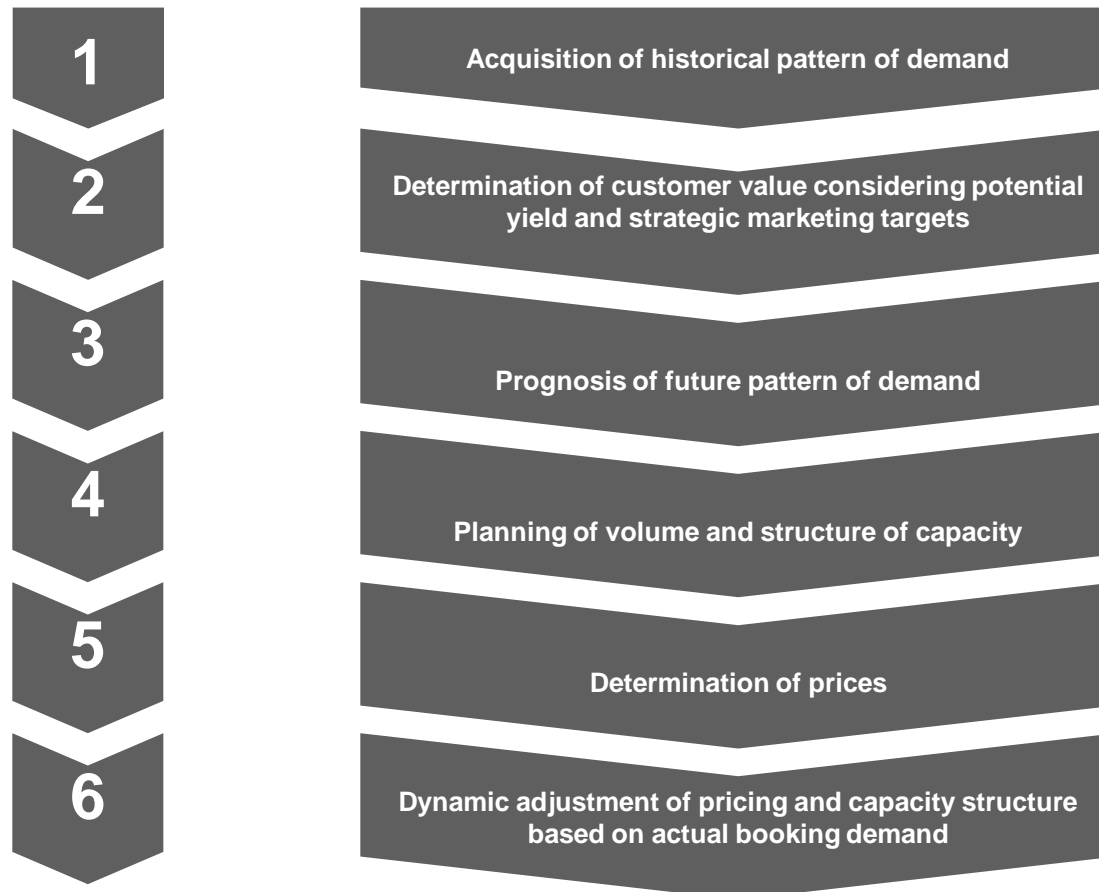 1
Acquisition of historical pattern of demand
2
Determination of customer value considering potential
yield and strategic marketing targets
3
Prognosis of future pattern of demand
4
Planning of volume and structure of capacity
5
Determination of prices
6
Dynamic adjustment of pricing and capacity structure
based on actual booking demand